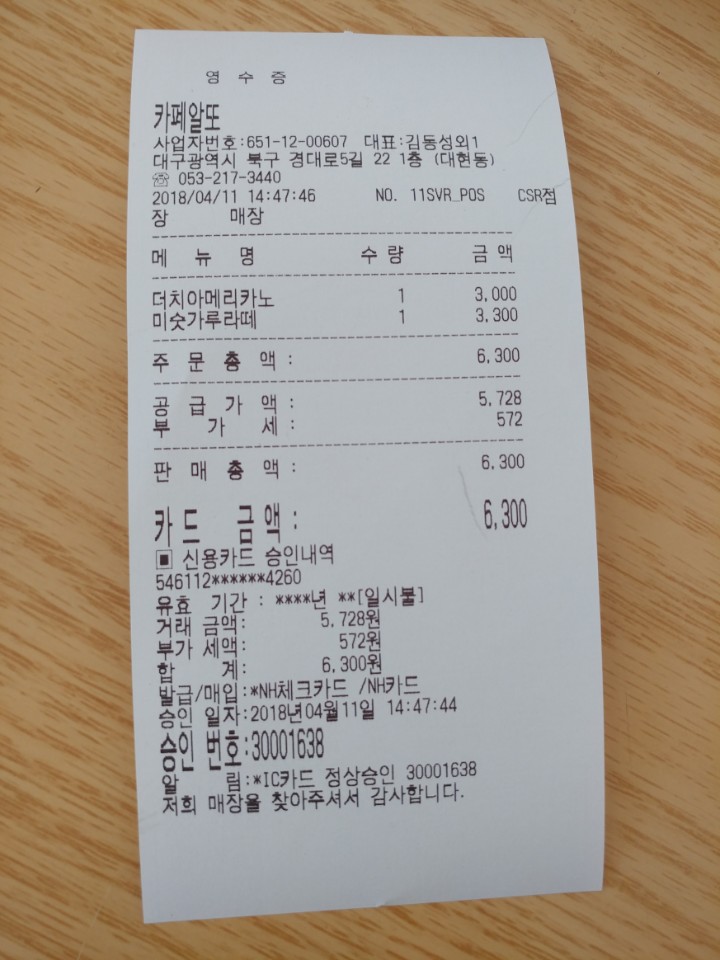 영 수 증
카페알또
사업자번호:651-12-00607 대표:김동성외1
대구광역시 북구 경대로5길 22 1층 (대현동)
☎ 053-217-3440
2018/04/11 14:47:46 NO. 11SVR_POS CSR점
장 매장
메 뉴 명 수 량 금 액
더치아메리카노 1 3,000
미숫가루라떼 1 3,300
주 문 총 액 : 6,300
공 급 가 액 : 5,728
부 가 세 : 572
판 매 총 액 : 6,300
카 드 금 액 : 6,300
▣ 신용카드 승인내역
546112******4260
유효 기간 : ****년 **[일시불]
거래 금액: 5,728원
부가 세액: 572원
합 계: 6,300원
발급/매입:*NH체크카드 /NH카드
승인 일자:2018년04월11일 14:47:44
승인 번호:30001638
알 림:*IC카드 정상승인 30001638
저희 매장을 찾아주셔서 감사합니다.